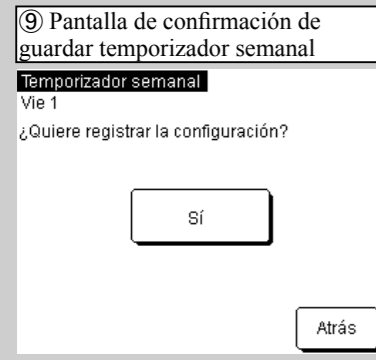 ⑨ Pantalla de confirmación de
guardar temporizador semanal
Temporizador semanal
Vie 1
¿Quiere registrar la configuración?
Sí
Atrás